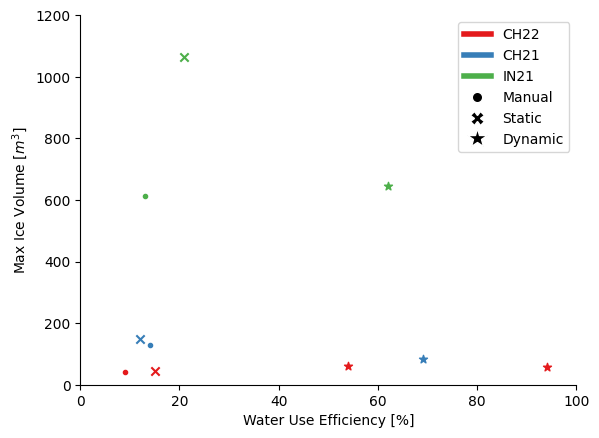 1200
1000
800
600
400
200
0
0 20 40 60 80 100
Max Ice Volume [m³]
Water Use Efficiency [%]
CH22
CH21
IN21
Manual
Static
Dynamic